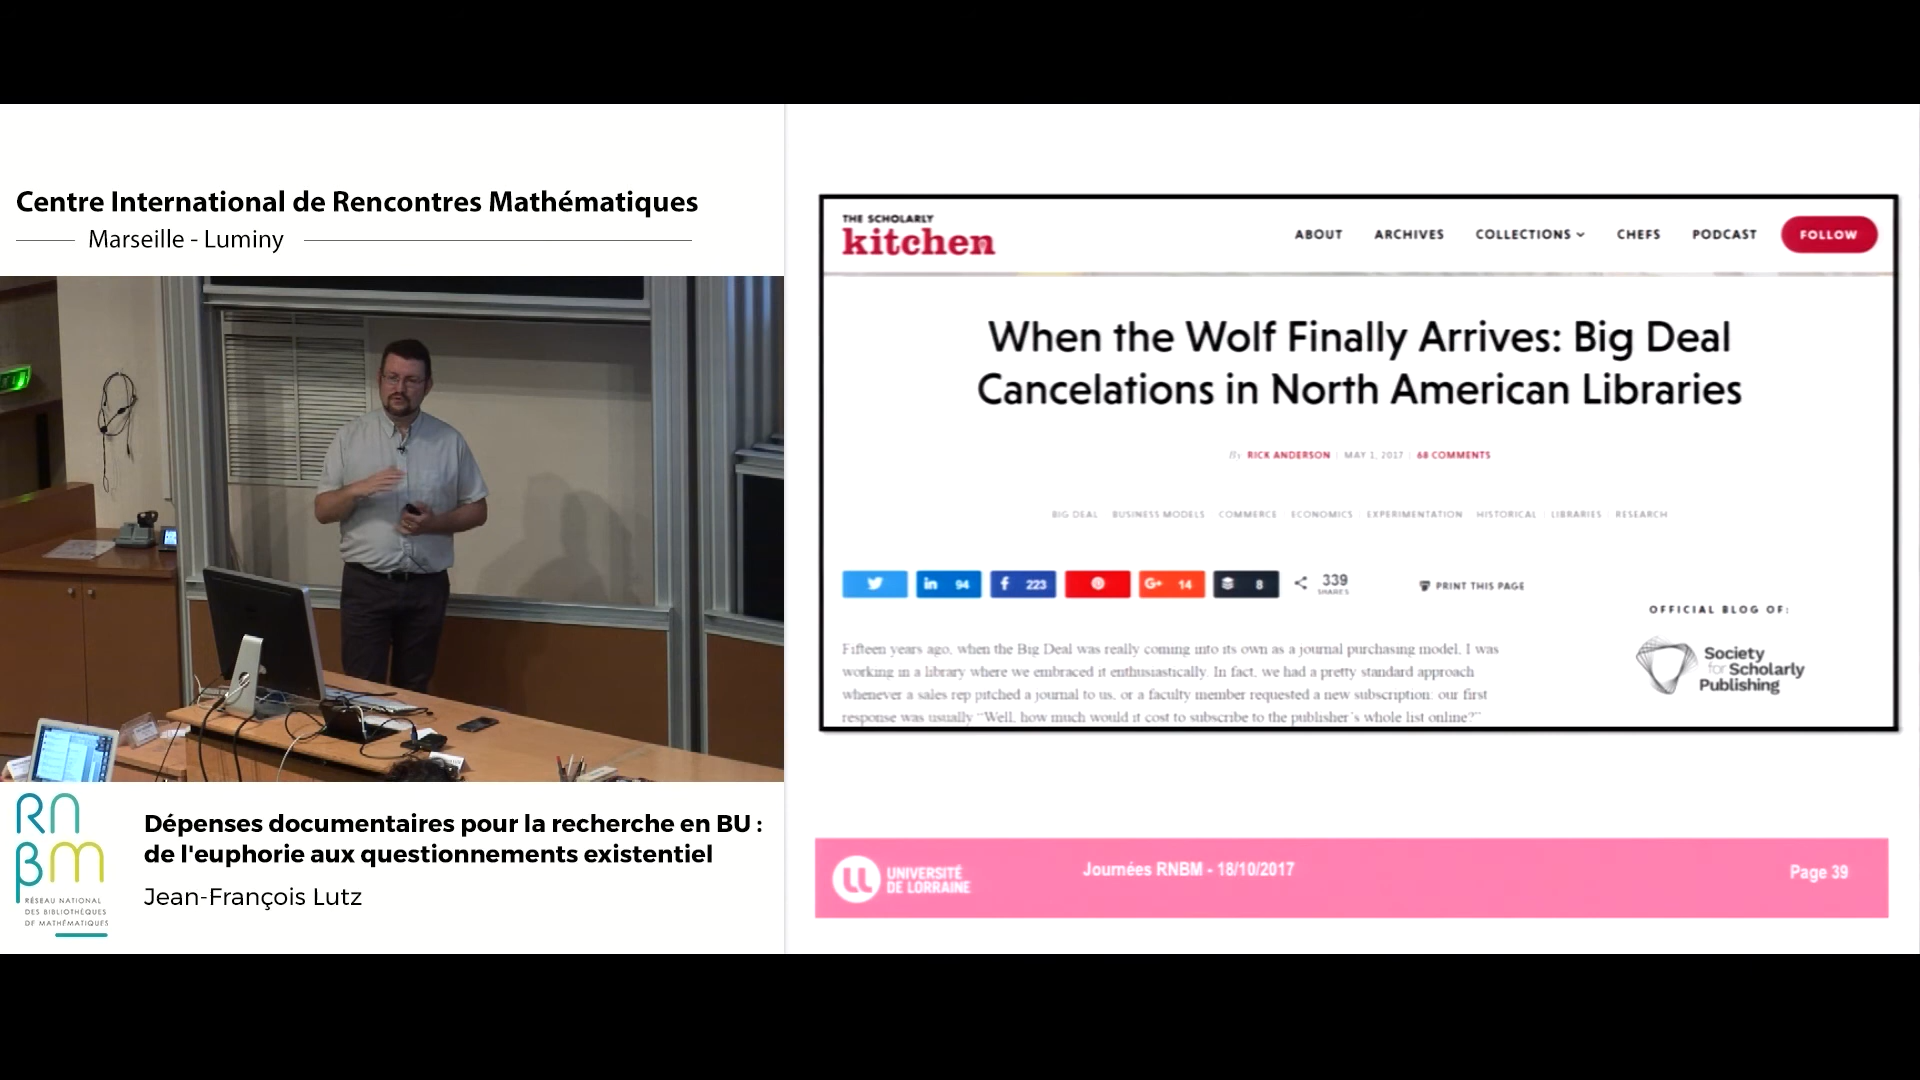 Centre International de Rencontres Mathématiques
Marseille - Luminy
RNBM
RÉSEAU NATIONAL
DES BIBLIOTHÈQUES
DE MATHÉMATIQUES
Dépenses documentaires pour la recherche en BU :
de l'euphorie aux questionnements existentiel
Jean-François Lutz
THE SCHOLARLY
kitchen
ABOUT ARCHIVES COLLECTIONS CHEFS PODCAST FOLLOW
When the Wolf Finally Arrives: Big Deal
Cancelations in North American Libraries
By RICK ANDERSON | MAY 1, 2017 | 68 COMMENTS
BIG DEAL | BUSINESS MODELS | COMMERCE | ECONOMICS | EXPERIMENTATION | HISTORICAL | LIBRARIES | RESEARCH
in 94 f 223 G+ 14 8 339
SHARES
PRINT THIS PAGE
OFFICIAL BLOG OF:
Society
for Scholarly
Publishing
Fifteen years ago, when the Big Deal was really coming into its own as a journal purchasing model, I was
working in a library where we embraced it enthusiastically. In fact, we had a pretty standard approach
whenever a sales rep pitched a journal to us, or a faculty member requested a new subscription: our first
response was usually “Well, how much would it cost to subscribe to the publisher’s whole list online?”
UNIVERSITÉ
DE LORRAINE
Journées RNBM - 18/10/2017
Page 39